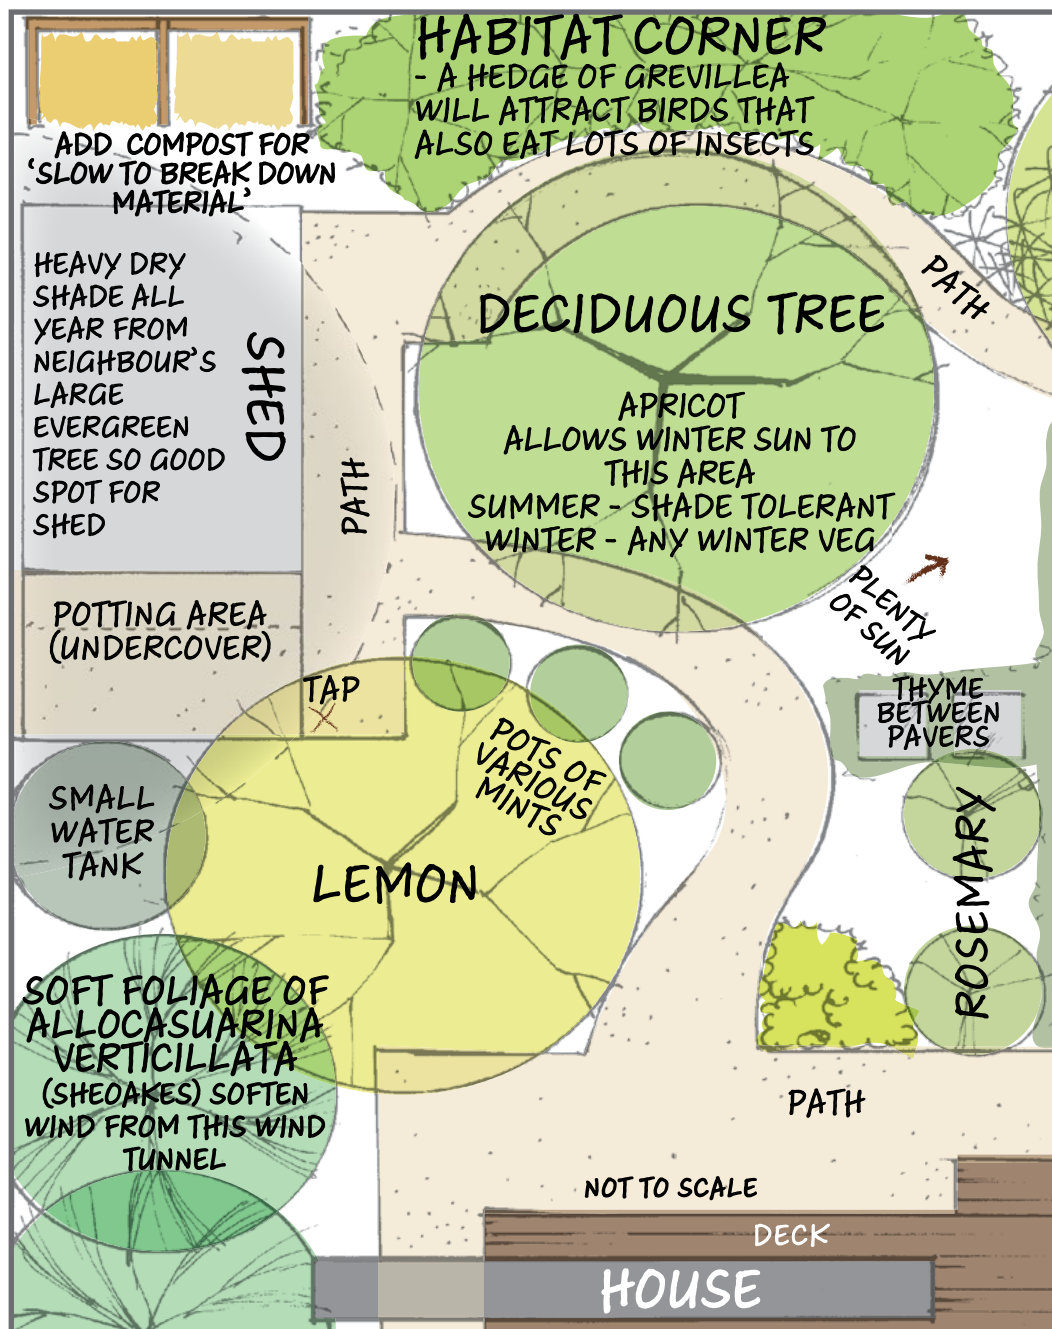 HABITAT CORNER
- A HEDGE OF GREVILLEA
WILL ATTRACT BIRDS THAT
ALSO EAT LOTS OF INSECTS
ADD COMPOST FOR
‘SLOW TO BREAK DOWN
MATERIAL’
HEAVY DRY
SHADE ALL
YEAR FROM
NEIGHBOUR’S
LARGE
EVERGREEN
TREE SO GOOD
SPOT FOR
SHED
SHED
PATH
PATH
DECIDUOUS TREE
APRICOT
ALLOWS WINTER SUN TO
THIS AREA
SUMMER - SHADE TOLERANT
WINTER - ANY WINTER VEG
PLENTY
OF SUN
POTTING AREA
(UNDERCOVER)
TAP
THYME
BETWEEN
PAVERS
POTS OF
VARIOUS
MINTS
SMALL
WATER
TANK
LEMON
ROSEMARY
SOFT FOLIAGE OF
ALLOCASUARINA
VERTICILLATA
(SHEOAKES) SOFTEN
WIND FROM THIS WIND
TUNNEL
PATH
NOT TO SCALE
DECK
HOUSE